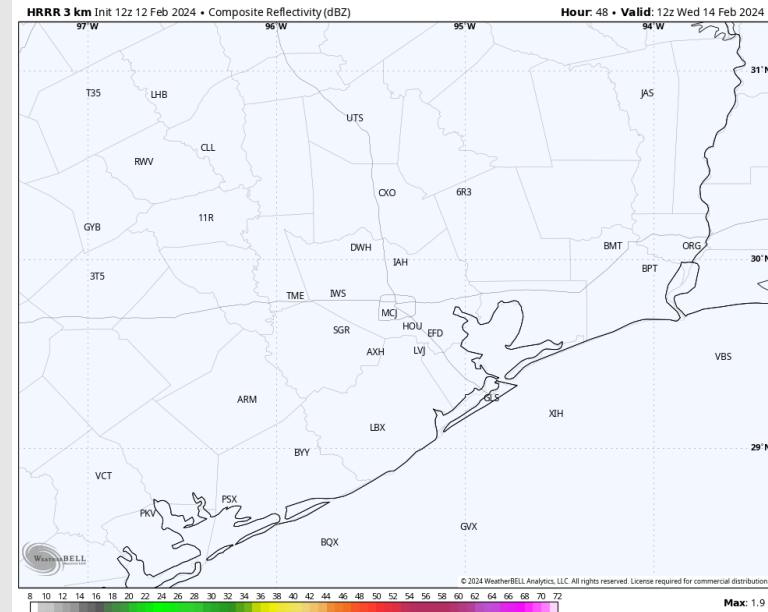 HRRR 3 km Init 12z 12 Feb 2024 • Composite Reflectivity (dBZ)
Hour: 48 • Valid: 12z Wed 14 Feb 2024
97°W 96°W 95°W 94°W
31°N
T35 LHB JAS
UTS
CLL
RWV
CXO 6R3
11R
GYB
DWH BMT ORG
IAH 30°N
3T5 BPT
TME IWS
MCJ
SGR HOU EFD
AXH LVJ VBS
ARM GLS
XIH
LBX
BYY 29°N
VCT
PKV PSX
GVX
BQX
WEATHERBELL
© 2024 WeatherBELL Analytics, LLC. All rights reserved. License required for commercial distribution
8 10 12 14 16 18 20 22 24 26 28 30 32 34 36 38 40 42 44 46 48 50 52 54 56 58 60 62 64 66 68 70 72
Max: 1.9